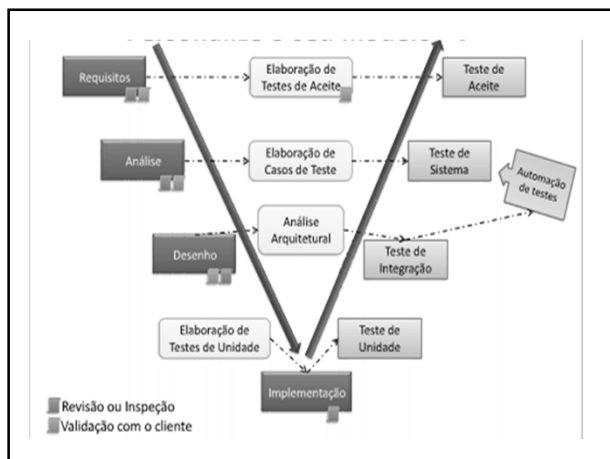 Requisitos
Elaboração de
Testes de Aceite
Teste de
Aceite
Análise
Elaboração de
Casos de Teste
Teste de
Sistema
Automação
de testes
Análise
Arquitetural
Desenho
Teste de
Integração
Elaboração de
Testes de Unidade
Teste de
Unidade
Implementação
Revisão ou Inspeção
Validação com o cliente